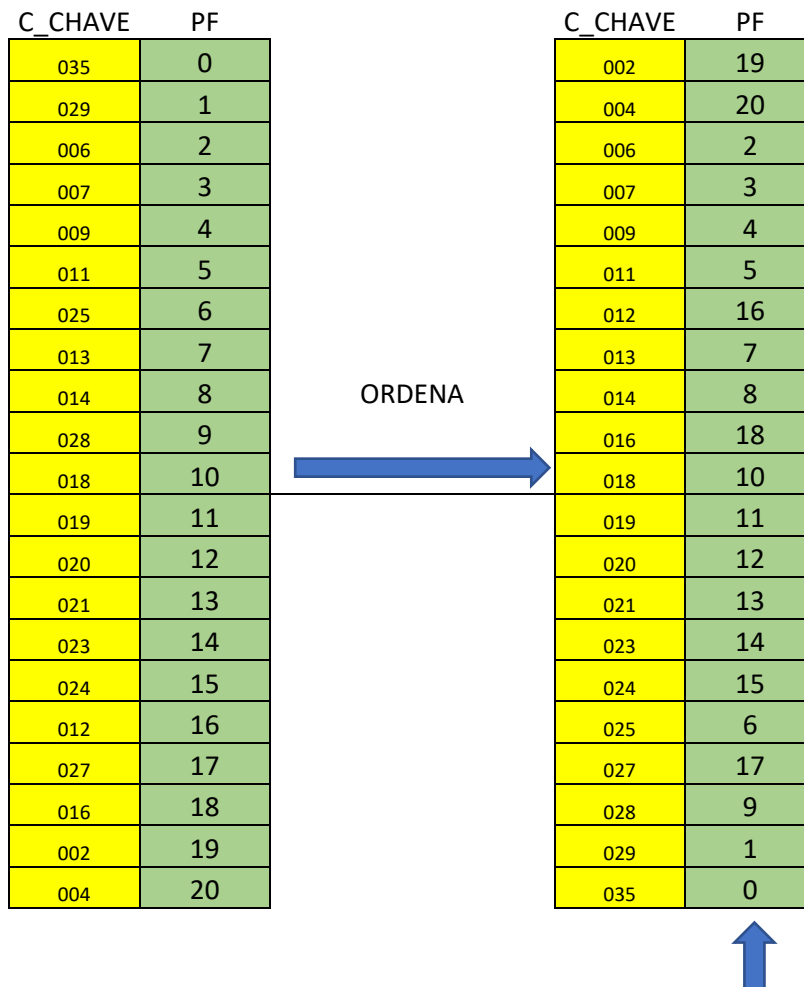 C_CHAVE PF C_CHAVE PF
035 0 002 19
029 1 004 20
006 2 006 2
007 3 007 3
009 4 009 4
011 5 011 5
025 6 012 16
013 7 013 7
014 8 ORDENA 014 8
028 9 016 18
018 10 018 10
019 11 019 11
020 12 020 12
021 13 021 13
023 14 023 14
024 15 024 15
012 16 025 6
027 17 027 17
016 18 028 9
002 19 029 1
004 20 035 0